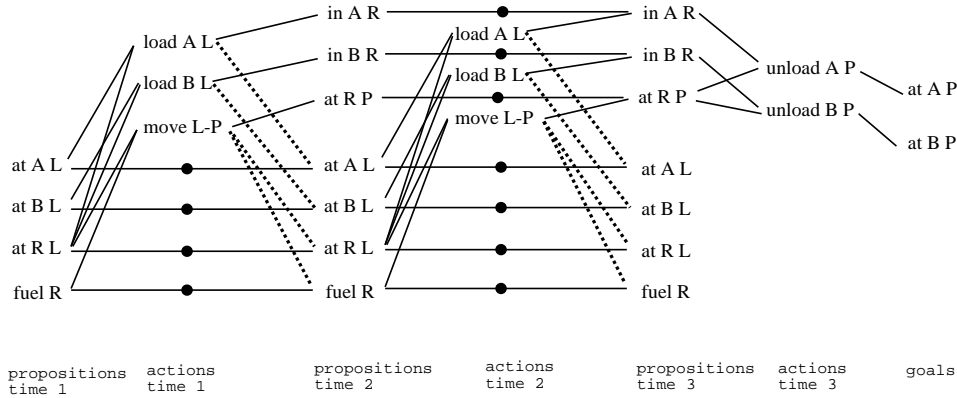 in A R
in A R
load A L
load A L
in B R
in B R
load B L
load B L
unload A P
at A P
at R P
at R P
move L-P
move L-P
unload B P
at B P
at A L
at A L
at A L
at B L
at B L
at B L
at R L
at R L
at R L
fuel R
fuel R
fuel R
propositions
time 1
actions
time 1
propositions
time 2
actions
time 2
propositions
time 3
actions
time 3
goals